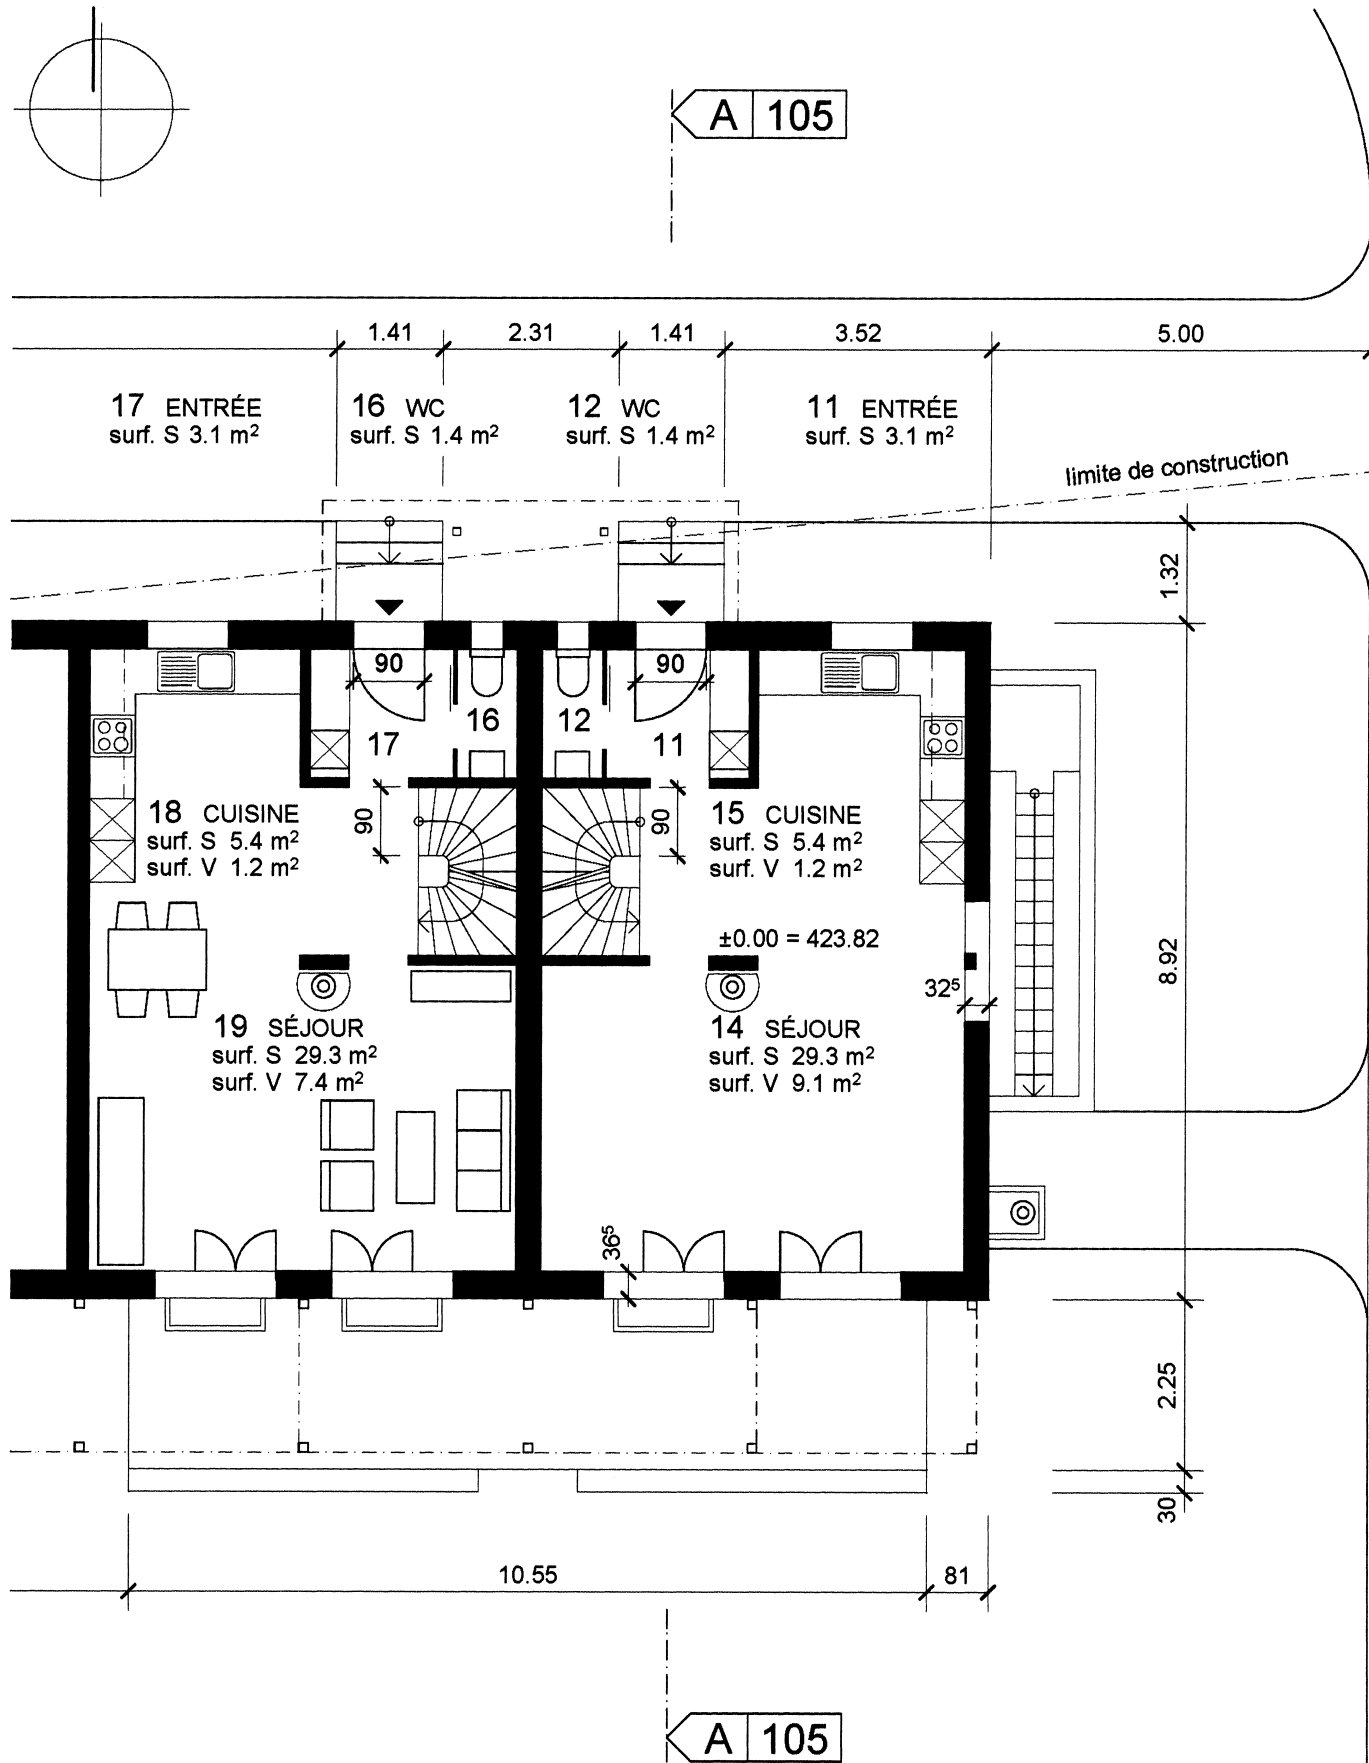 A 105
1.41 2.31 1.41 3.52 5.00
17 ENTRÉE
surf. S 3.1 m²
16 WC
surf. S 1.4 m²
12 WC
surf. S 1.4 m²
11 ENTRÉE
surf. S 3.1 m²
limite de construction
1.32
90
90
16
12
17
11
90
90
18 CUISINE
surf. S 5.4 m²
surf. V 1.2 m²
15 CUISINE
surf. S 5.4 m²
surf. V 1.2 m²
±0.00 = 423.82
8.92
32⁵
19 SÉJOUR
surf. S 29.3 m²
surf. V 7.4 m²
14 SÉJOUR
surf. S 29.3 m²
surf. V 9.1 m²
36⁵
2.25
30
10.55 81
A 105